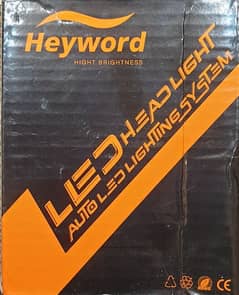 Heyword
HIGHT BRIGHTNESS
LED HEAD LIGHT
AUTO LED LIGHTING SYSTEM